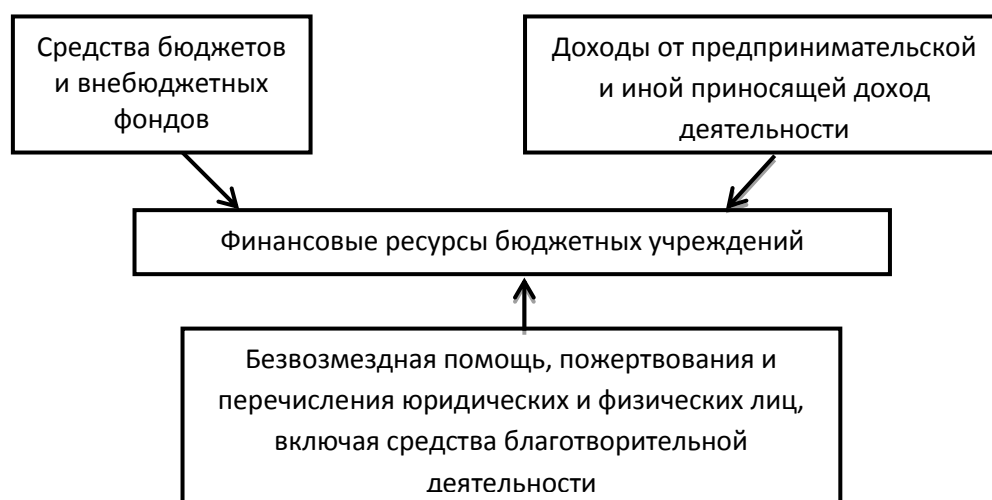 Средства бюджетов
и внебюджетных
фондов
Доходы от предпринимательской
и иной приносящей доход
деятельности
Финансовые ресурсы бюджетных учреждений
Безвозмездная помощь, пожертвования и
перечисления юридических и физических лиц,
включая средства благотворительной
деятельности